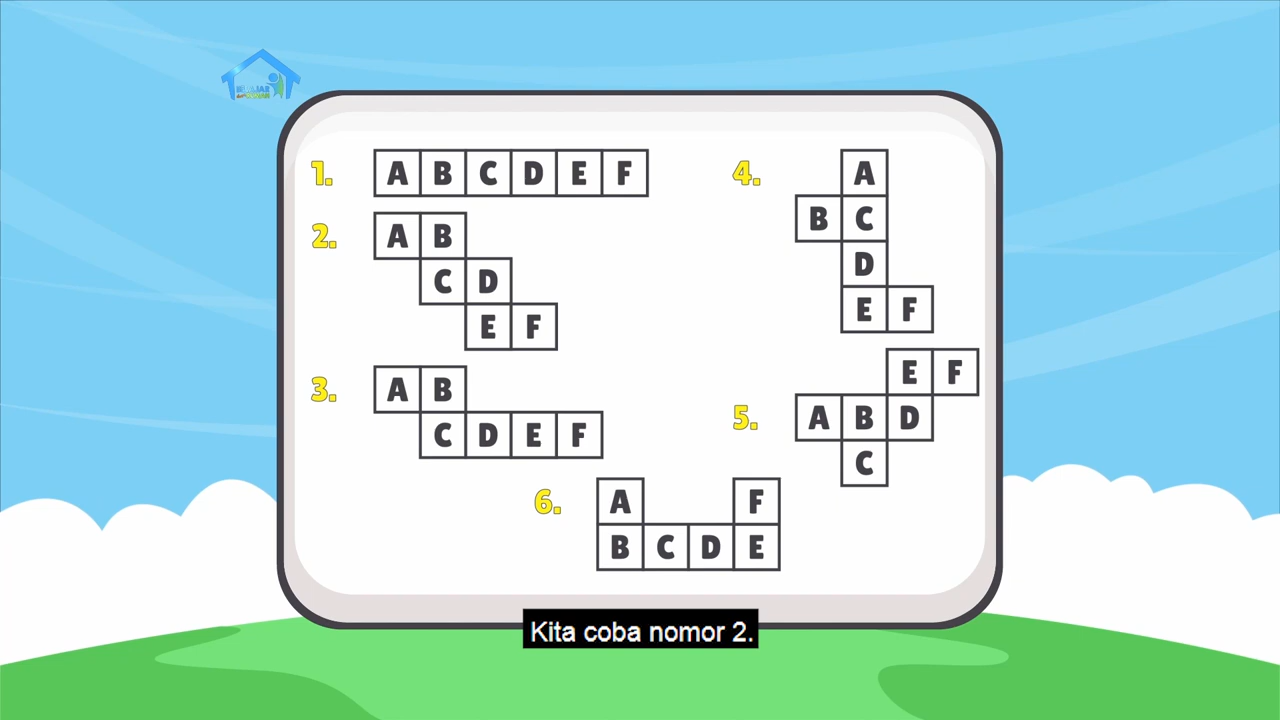 1. A B C D E F
2. A B
C D
E F
3. A B
C D E F
4. A
B C
D
E F
5. E F
A B D
C
6. A F
B C D E
Kita coba nomor 2.